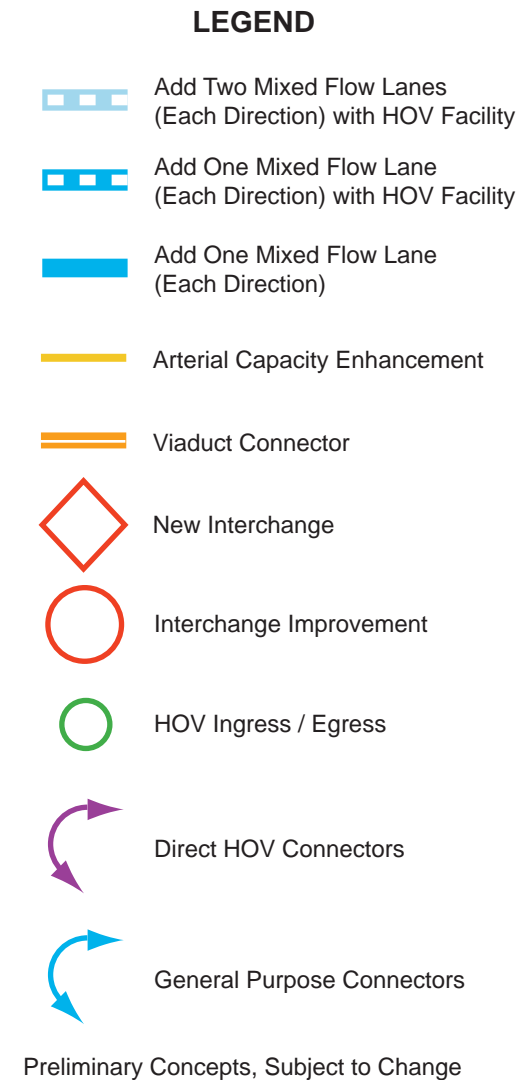 LEGEND
Add Two Mixed Flow Lanes
(Each Direction) with HOV Facility
Add One Mixed Flow Lane
(Each Direction) with HOV Facility
Add One Mixed Flow Lane
(Each Direction)
Arterial Capacity Enhancement
Viaduct Connector
New Interchange
Interchange Improvement
HOV Ingress / Egress
Direct HOV Connectors
General Purpose Connectors
Preliminary Concepts, Subject to Change